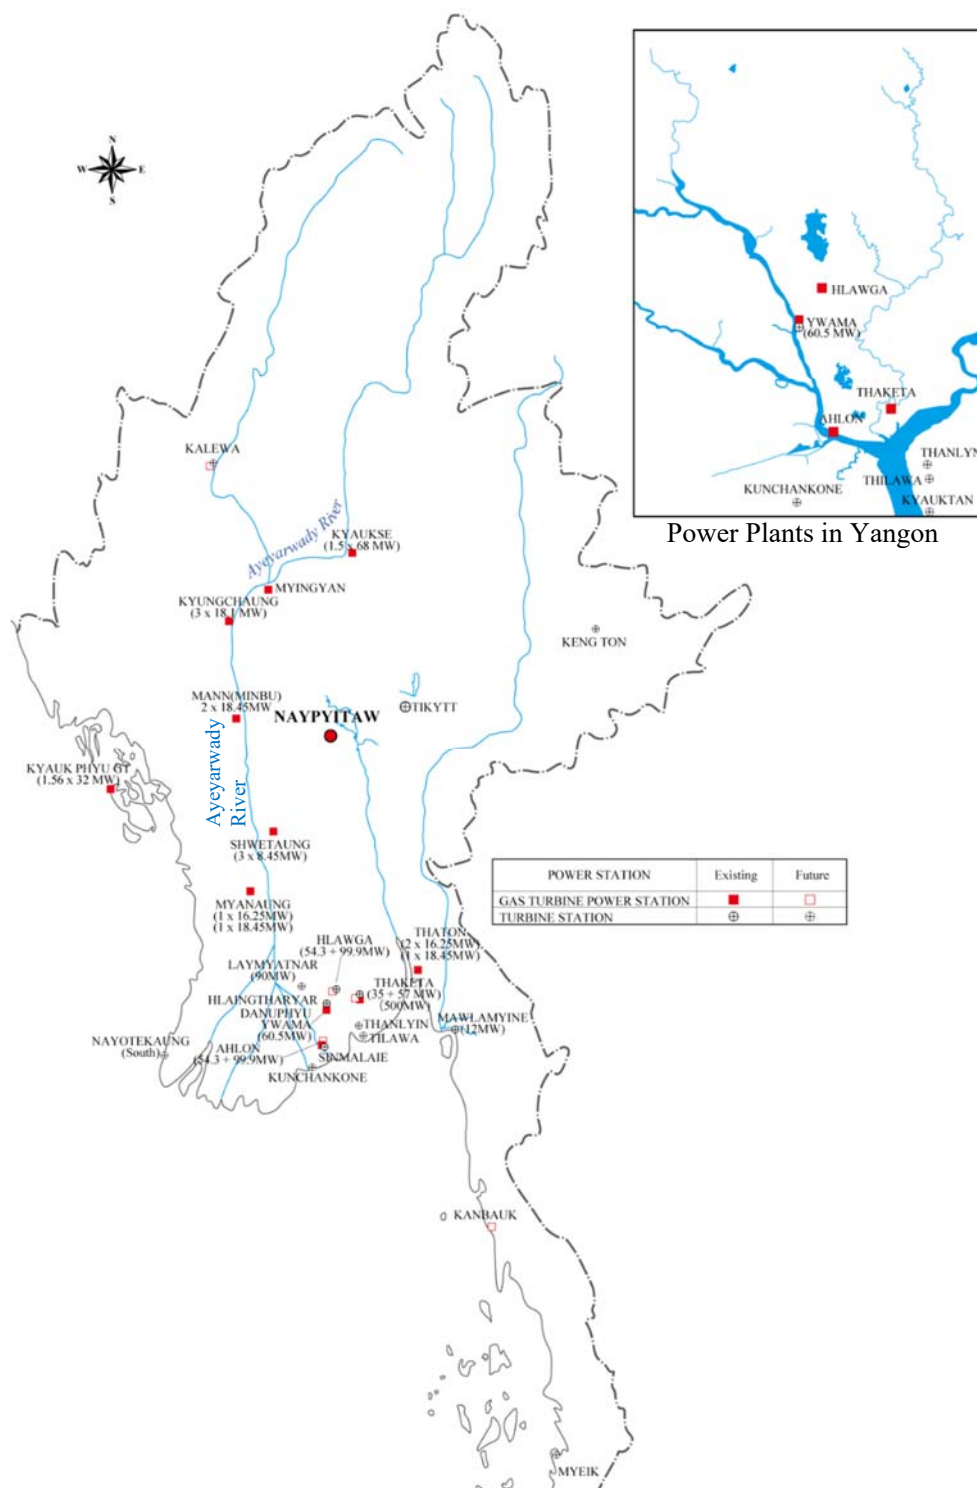 N
W E
S
HLAWGA
YWAMA
(60.5 MW)
THAKETA
AHLON
THANLYN
THILAWA
KUNCHANKONE
KYAUKTAN
Power Plants in Yangon
KALEWA
Ayeyarwady River
KYAUKSE
(1.5 x 68 MW)
MYINGYAN
KYUNGCHAUNG
(3 x 18.1 MW)
KENG TON
MANN(MINBU)
2 x 18.45MW
TIKYTT
NAYPYITAW
KYAUK PHYU GT
(1.56 x 32 MW)
Ayeyarwady
River
SHWETAUNG
(3 x 8.45MW)
POWER STATION Existing Future
GAS TURBINE POWER STATION
TURBINE STATION
MYANAUNG
(1 x 16.25MW)
(1 x 18.45MW)
HLAWGA
(54.3 + 99.9MW)
THATON
(2 x 16.25MW)
(1 x 18.45MW)
LAYMYATNAR
(90MW)
THAKETA
(35 + 57 MW)
(500MW)
HLAINGTHARYAR
DANUPHYU
YWAMA
(60.5MW)
MAWLAMYINE
(12MW)
THANLYIN
TILAWA
NAYOTEKAUNG
(South)
AHLON
(54.3 + 99.9MW)
SINMALAIE
KUNCHANKONE
KANBAUK
MYEIK